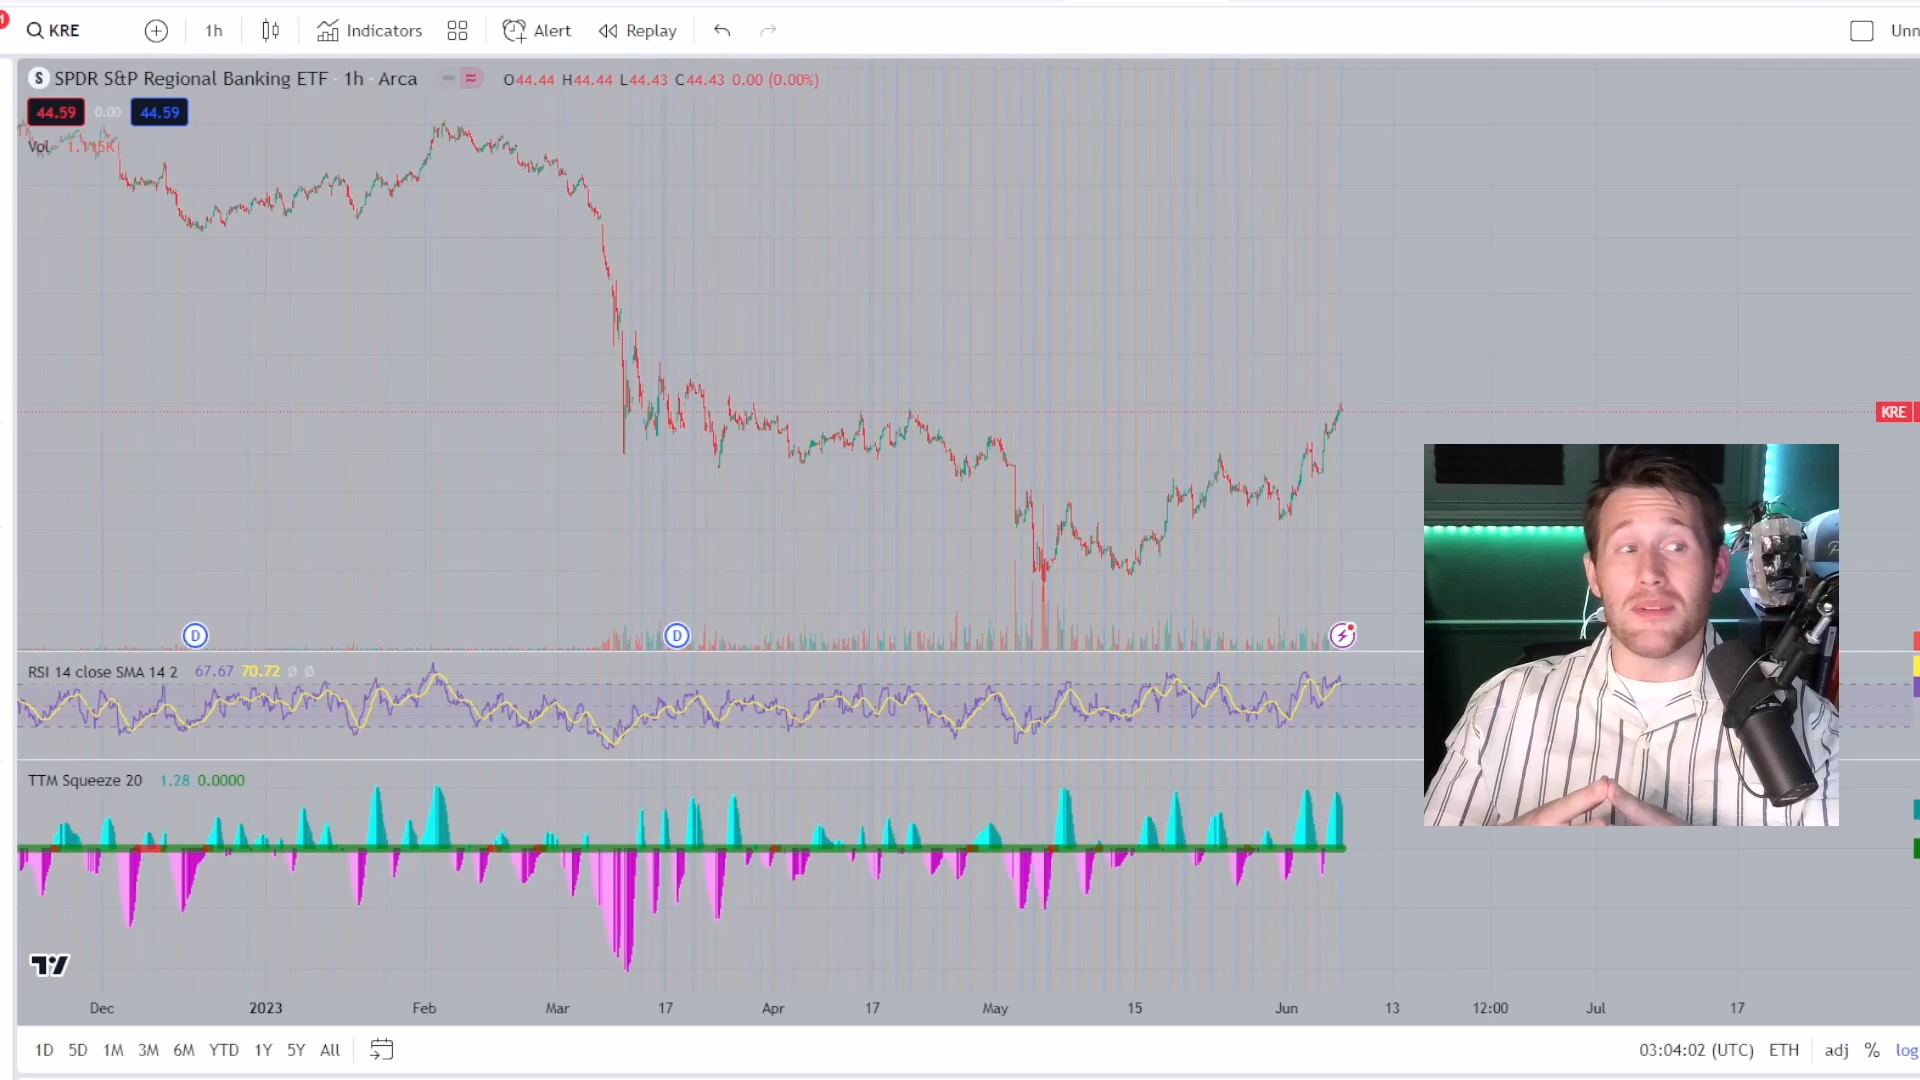 KRE 1h Indicators Alert Replay Unn
S SPDR S&P Regional Banking ETF · 1h · Arca O44.44 H44.44 L44.43 C44.43 0.00 (0.00%)
44.59 0.00 44.59
Vol 1.115K
KRE
D D
RSI 14 close SMA 14 2 67.67 70.72 ø ø
TTM Squeeze 20 1.28 0.0000
Dec 2023 Feb Mar 17 Apr 17 May 15 Jun 13 12:00 Jul 17
1D 5D 1M 3M 6M YTD 1Y 5Y All 03:04:02 (UTC) ETH adj % log